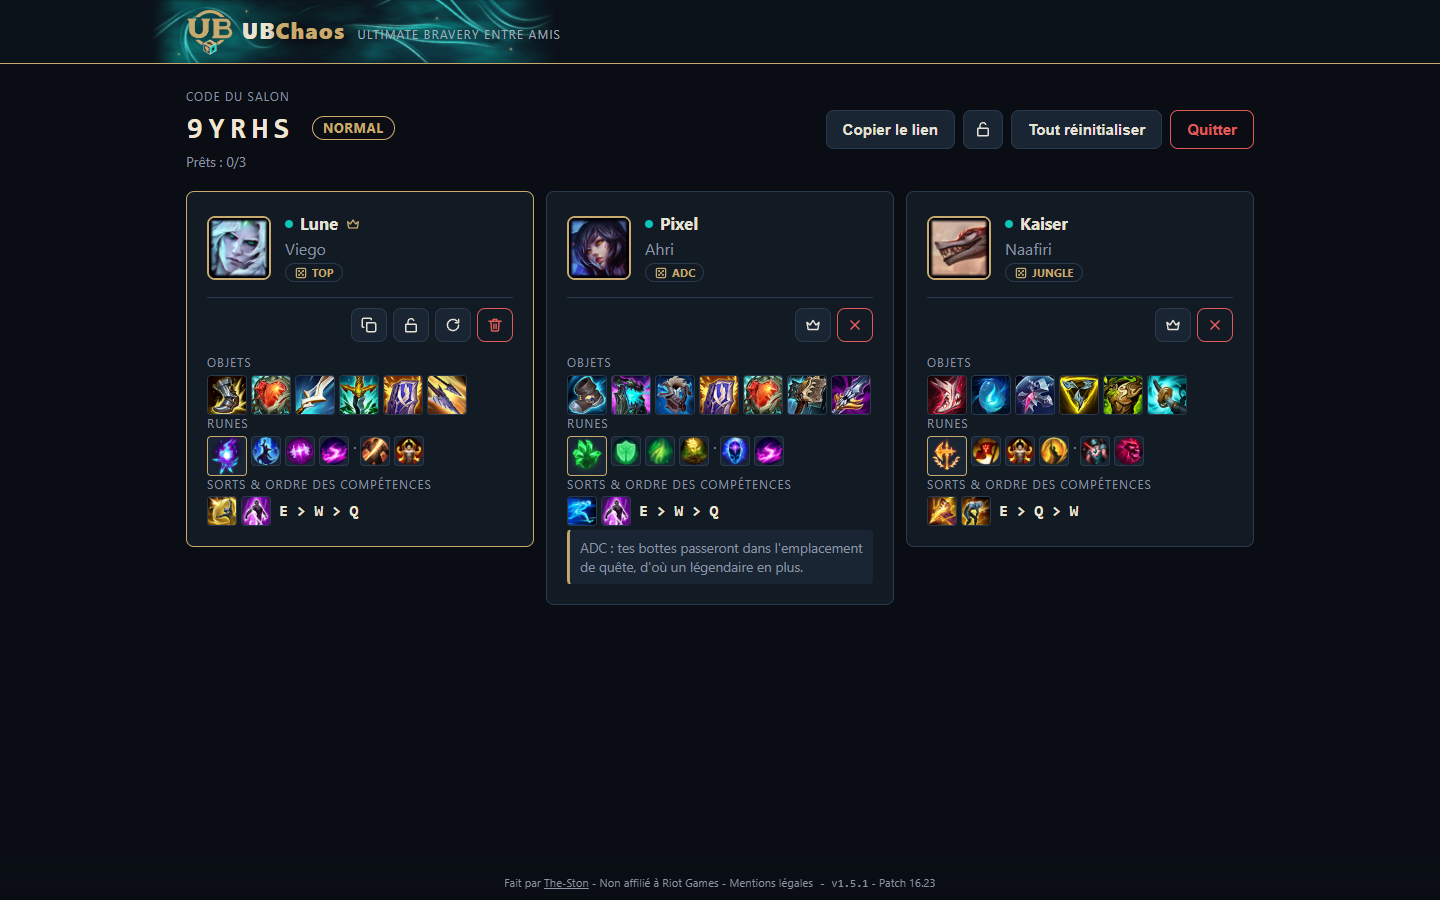 UB UBChaos ULTIMATE BRAVERY ENTRE AMIS
CODE DU SALON
9YRHS NORMAL
Prêts : 0/3
Copier le lien
Tout réinitialiser
Quitter
Lune
Viego
TOP
OBJETS
RUNES
SORTS & ORDRE DES COMPÉTENCES
E > W > Q
Pixel
Ahri
ADC
OBJETS
RUNES
SORTS & ORDRE DES COMPÉTENCES
E > W > Q
ADC : tes bottes passeront dans l'emplacement
de quête, d'où un légendaire en plus.
Kaiser
Naafiri
JUNGLE
OBJETS
RUNES
SORTS & ORDRE DES COMPÉTENCES
E > Q > W
Fait par The-Ston - Non affilié à Riot Games - Mentions légales - v1.5.1 - Patch 16.23